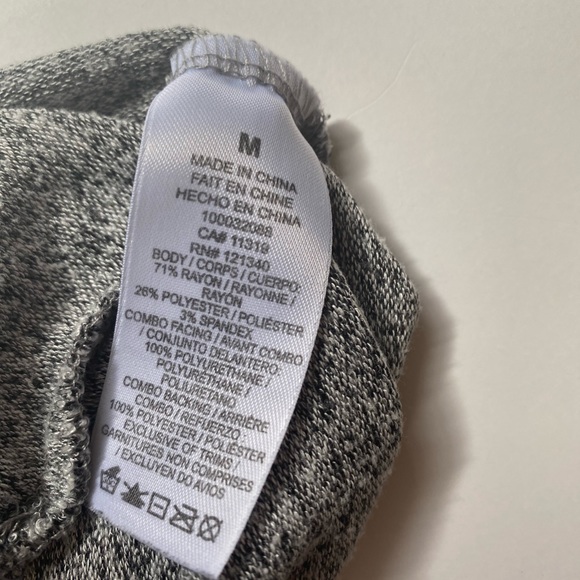 M
MADE IN CHINA
FAIT EN CHINE
HECHO EN CHINA
100032088
CA# 11319
RN# 121340
BODY / CORPS / CUERPO:
71% RAYON / RAYONNE /
RAYON
26% POLYESTER / POLIÉSTER
3% SPANDEX
COMBO FACING / AVANT COMBO
/ CONJUNTO DELANTERO:
100% POLYURETHANE /
POLYURÉTHANE /
POLIURETANO
COMBO BACKING / ARRIÈRE
COMBO / REFUERZO:
100% POLYESTER / POLIÉSTER
EXCLUSIVE OF TRIMS /
GARNITURES NON COMPRISES
/ EXCLUYEN DO AVIOS